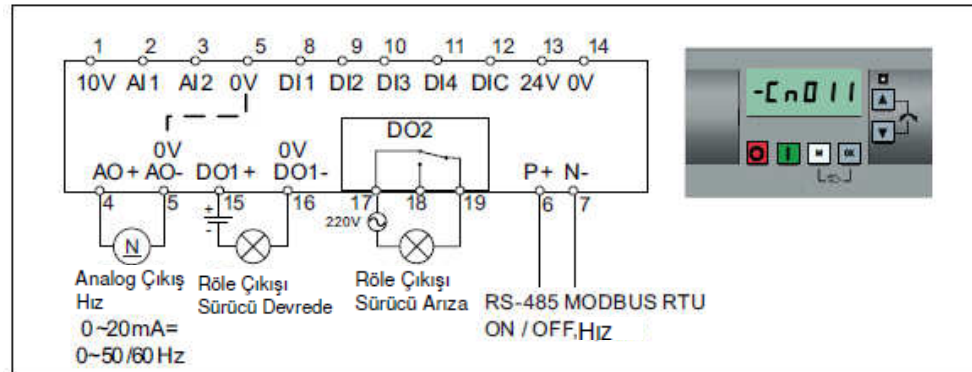 1 2 3 5 8 9 10 11 12 13 14
10V AI1 AI2 0V DI1 DI2 DI3 DI4 DIC 24V 0V
-Cn011
DO2
0V 0V
AO+ AO- DO1+ DO1- P+ N-
4 5 15 16 17 18 19 6 7
+
-
220V
N
M OK
Analog Çıkış
Hız
0~20mA=
0~50/60 Hz
Röle Çıkışı
Sürücü Devrede
Röle Çıkışı
Sürücü Arıza
RS-485 MODBUS RTU
ON / OFF,HIZ